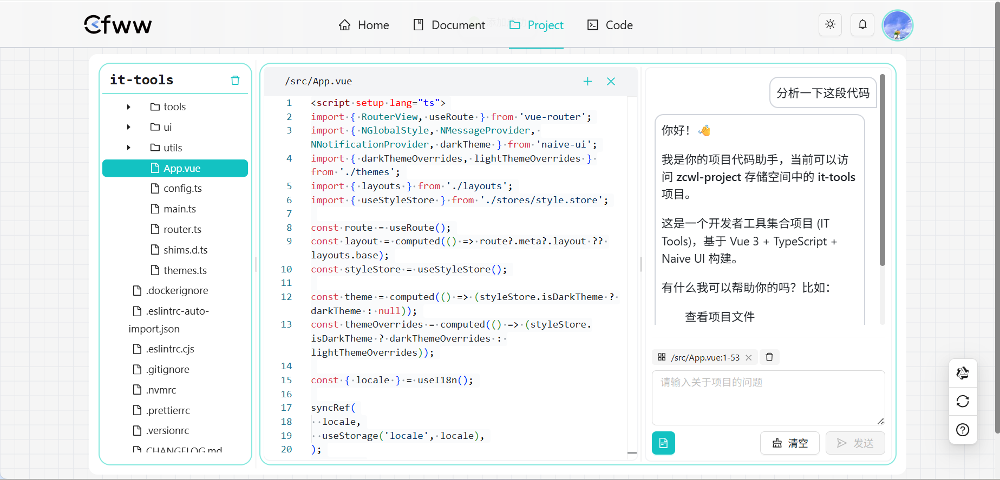 Cfww
Home
Document
Project
Code
it-tools
tools
ui
utils
App.vue
config.ts
main.ts
router.ts
shims.d.ts
themes.ts
.dockerignore
.eslintrc-auto-
import.json
.eslintrc.cjs
.gitignore
.nvmrc
.prettierrc
.versionrc
CHANGELOG.md
/src/App.vue
1 <script setup lang="ts">
2 import { RouterView, useRoute } from 'vue-router';
3 import { NGlobalStyle, NMessageProvider,
NNotificationProvider, darkTheme } from 'naive-ui';
4 import { darkThemeOverrides, lightThemeOverrides }
from './themes';
5 import { layouts } from './layouts';
6 import { useStyleStore } from './stores/style.store';
7
8 const route = useRoute();
9 const layout = computed(() => route?.meta?.layout ??
layouts.base);
10 const styleStore = useStyleStore();
11
12 const theme = computed(() => (styleStore.isDarkTheme ?
darkTheme : null));
13 const themeOverrides = computed(() => (styleStore.
isDarkTheme ? darkThemeOverrides :
lightThemeOverrides));
14
15 const { locale } = useI18n();
16
17 syncRef(
18 locale,
19 useStorage('locale', locale),
20 );
分析一下这段代码
你好！👋
我是你的项目代码助手，当前可以访
问 zcwl-project 存储空间中的 it-tools
项目。
这是一个开发者工具集合项目 (IT
Tools)，基于 Vue 3 + TypeScript +
Naive UI 构建。
有什么我可以帮助你的吗？比如：
查看项目文件
/src/App.vue:1-53
请输入关于项目的问题
清空
发送